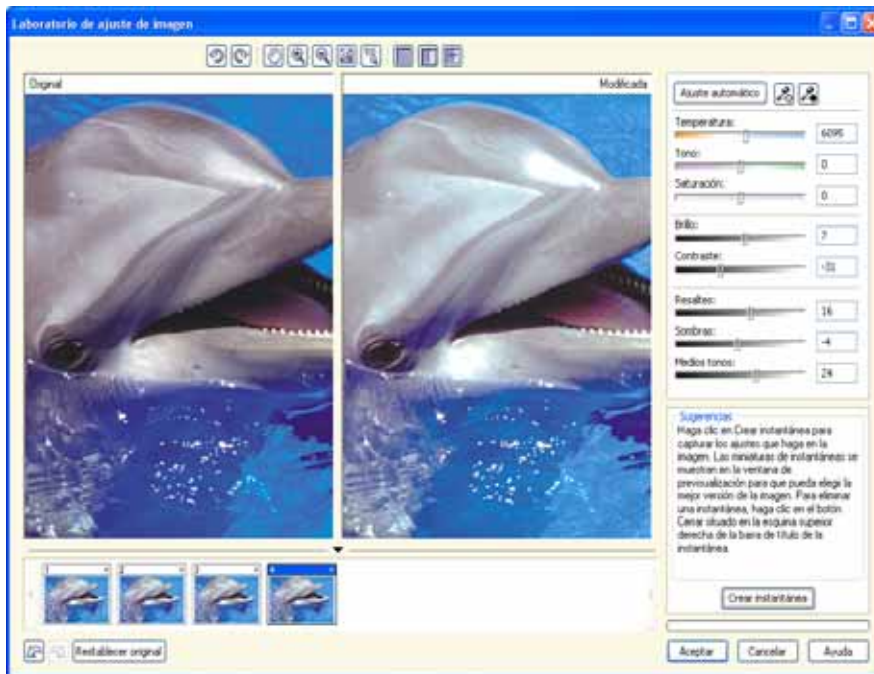 Laboratorio de ajuste de imagen
Original
Modificada
Ajuste automático
Temperatura:
6095
Tono:
0
Saturación:
0
Brillo:
7
Contraste:
Resaltes:
16
Sombras:
-4
Medios tonos:
24
Sugerencias
Haga clic en Crear instantánea para
capturar los ajustes que haga en la
imagen. Las miniaturas de instantáneas se
muestran en la ventana de
previsualización para que pueda elegir la
mejor versión de la imagen. Para eliminar
una instantánea, haga clic en el botón
Cerrar situado en la esquina superior
derecha de la barra de título de la
instantánea.
1
2
3
4
Crear instantánea
Restablecer original
Aceptar
Cancelar
Ayuda